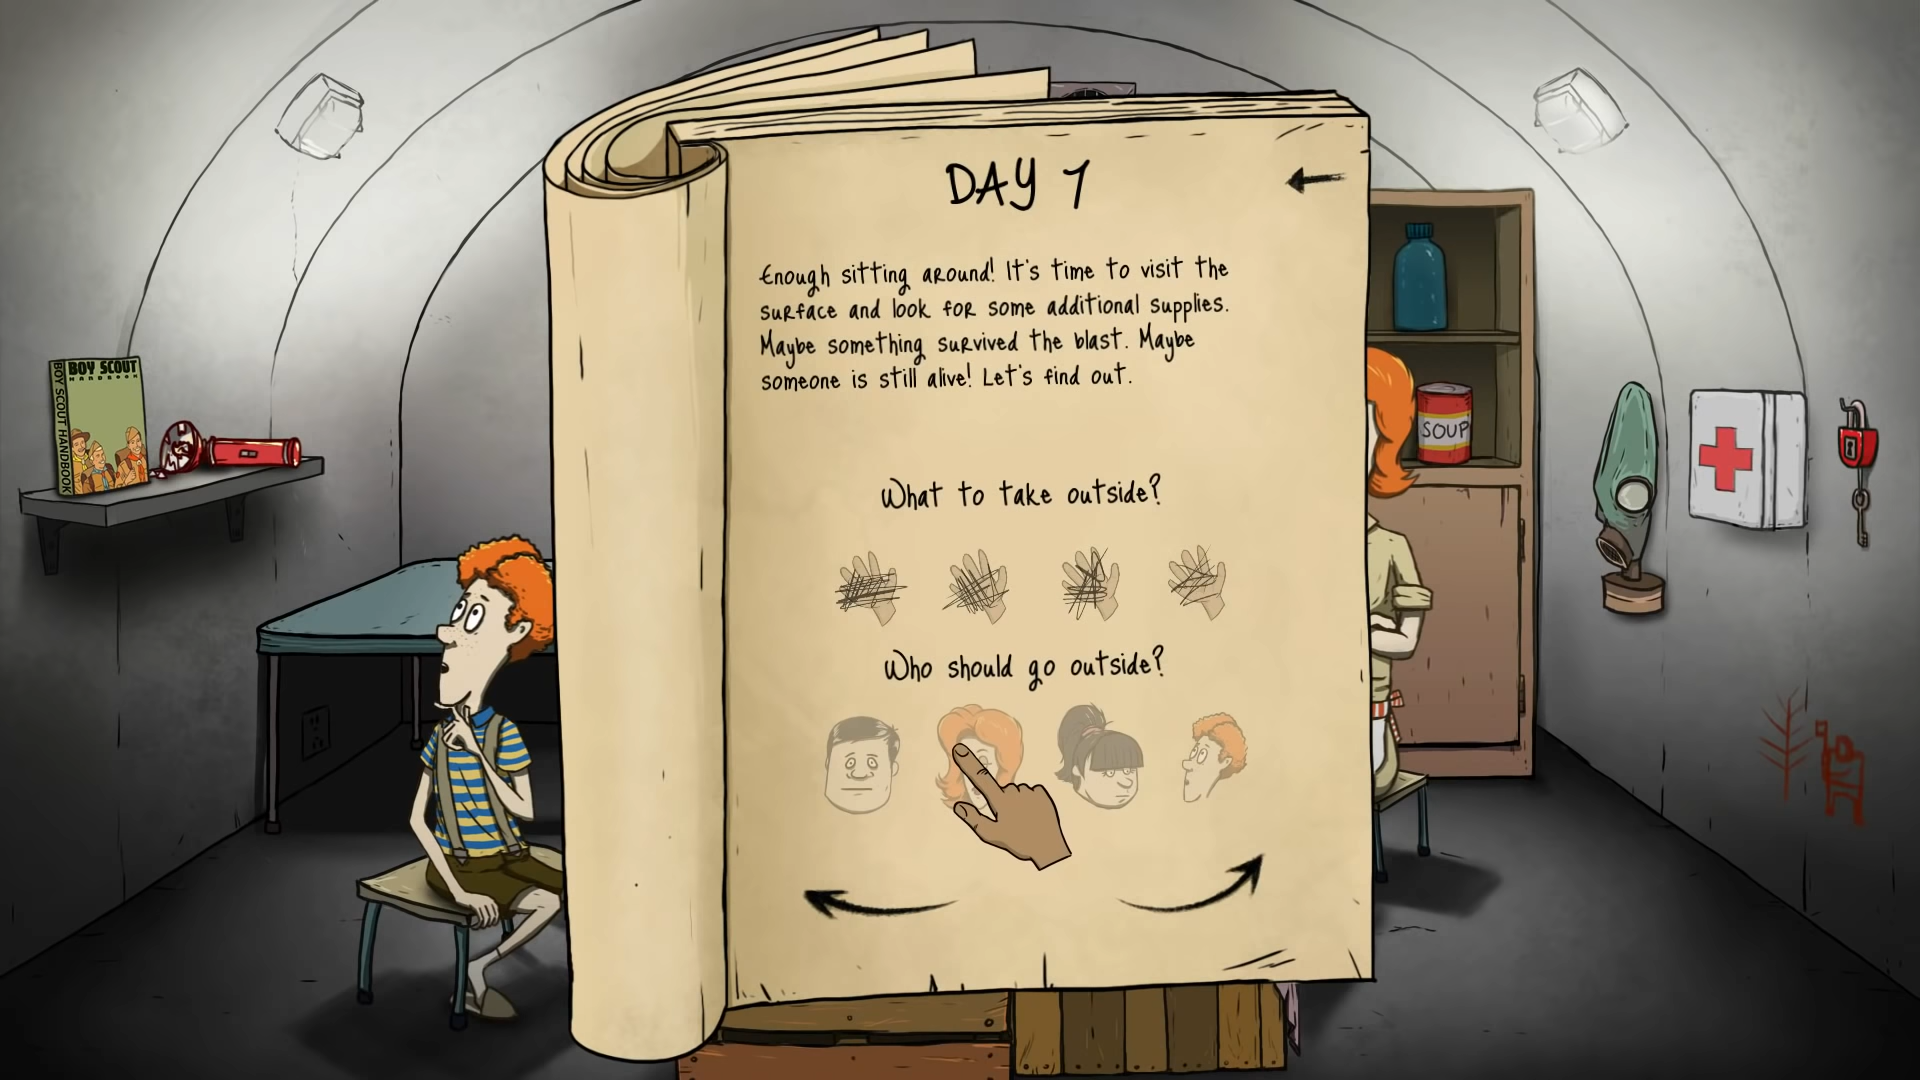 DAY 7
Enough sitting around! It's time to visit the
surface and look for some additional supplies.
Maybe something survived the blast. Maybe
someone is still alive! Let's find out.
What to take outside?
Who should go outside?
BOY SCOUT
HANDBOOK
BOY SCOUT HANDBOOK
SOUP